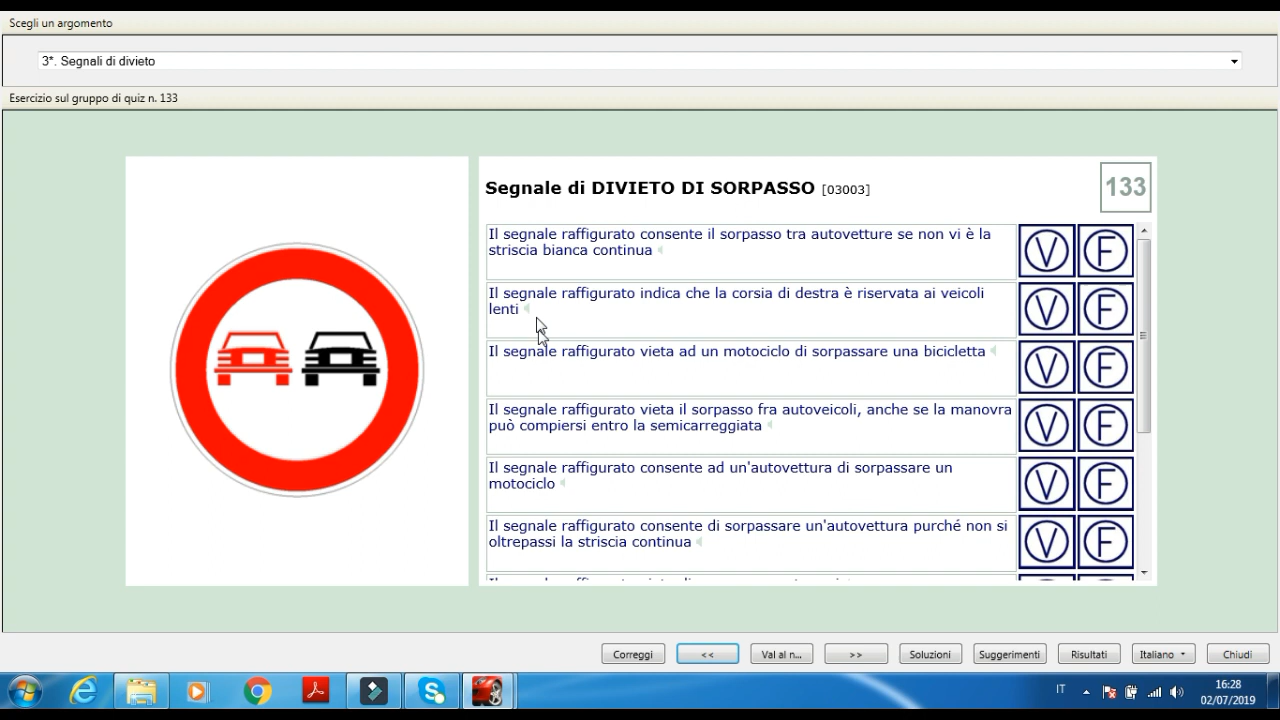 Scegli un argomento
3*. Segnali di divieto
Esercizio sul gruppo di quiz n. 133
Segnale di DIVIETO DI SORPASSO [03003]
133
Il segnale raffigurato consente il sorpasso tra autovetture se non vi è la
striscia bianca continua
V F
Il segnale raffigurato indica che la corsia di destra è riservata ai veicoli
lenti
V F
Il segnale raffigurato vieta ad un motociclo di sorpassare una bicicletta
V F
Il segnale raffigurato vieta il sorpasso fra autoveicoli, anche se la manovra
può compiersi entro la semicarreggiata
V F
Il segnale raffigurato consente ad un'autovettura di sorpassare un
motociclo
V F
Il segnale raffigurato consente di sorpassare un'autovettura purché non si
oltrepassi la striscia continua
V F
Correggi << Val al n... >> Soluzioni Suggerimenti Risultati Italiano Chiudi
IT
16:28
02/07/2019